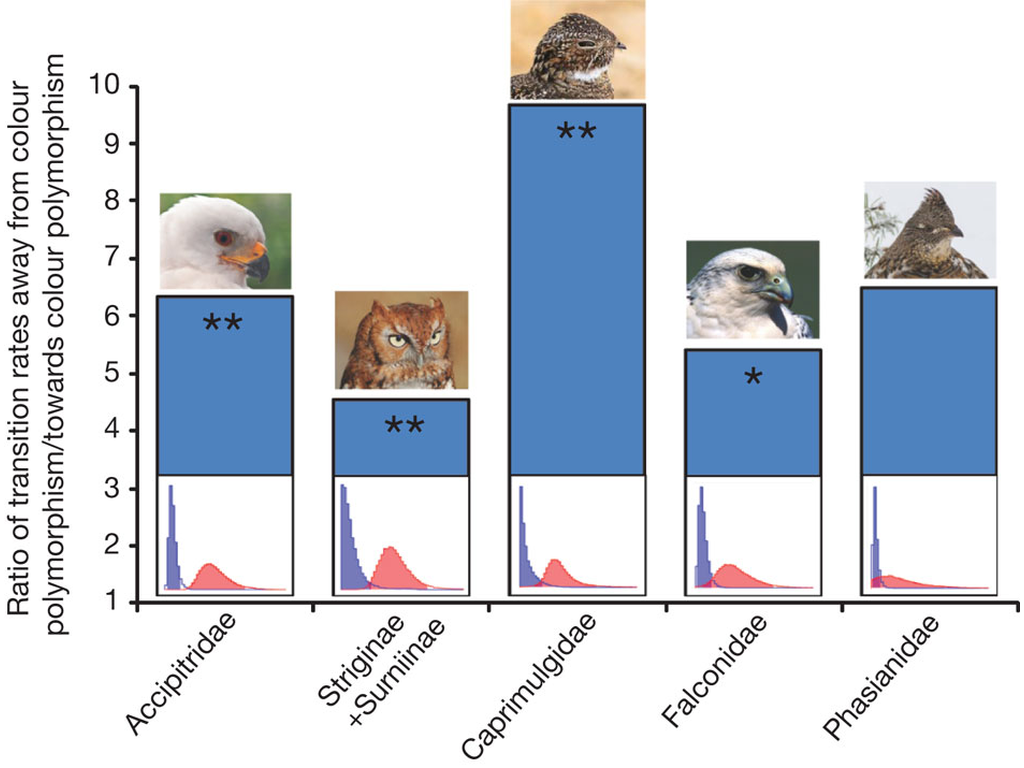 Ratio of transition rates away from colour
polymorphism/towards colour polymorphism
10
9
8
7
6
5
4
3
2
1
**
**
**
*
Accipitridae
Striginae
+Surniinae
Caprimulgidae
Falconidae
Phasianidae